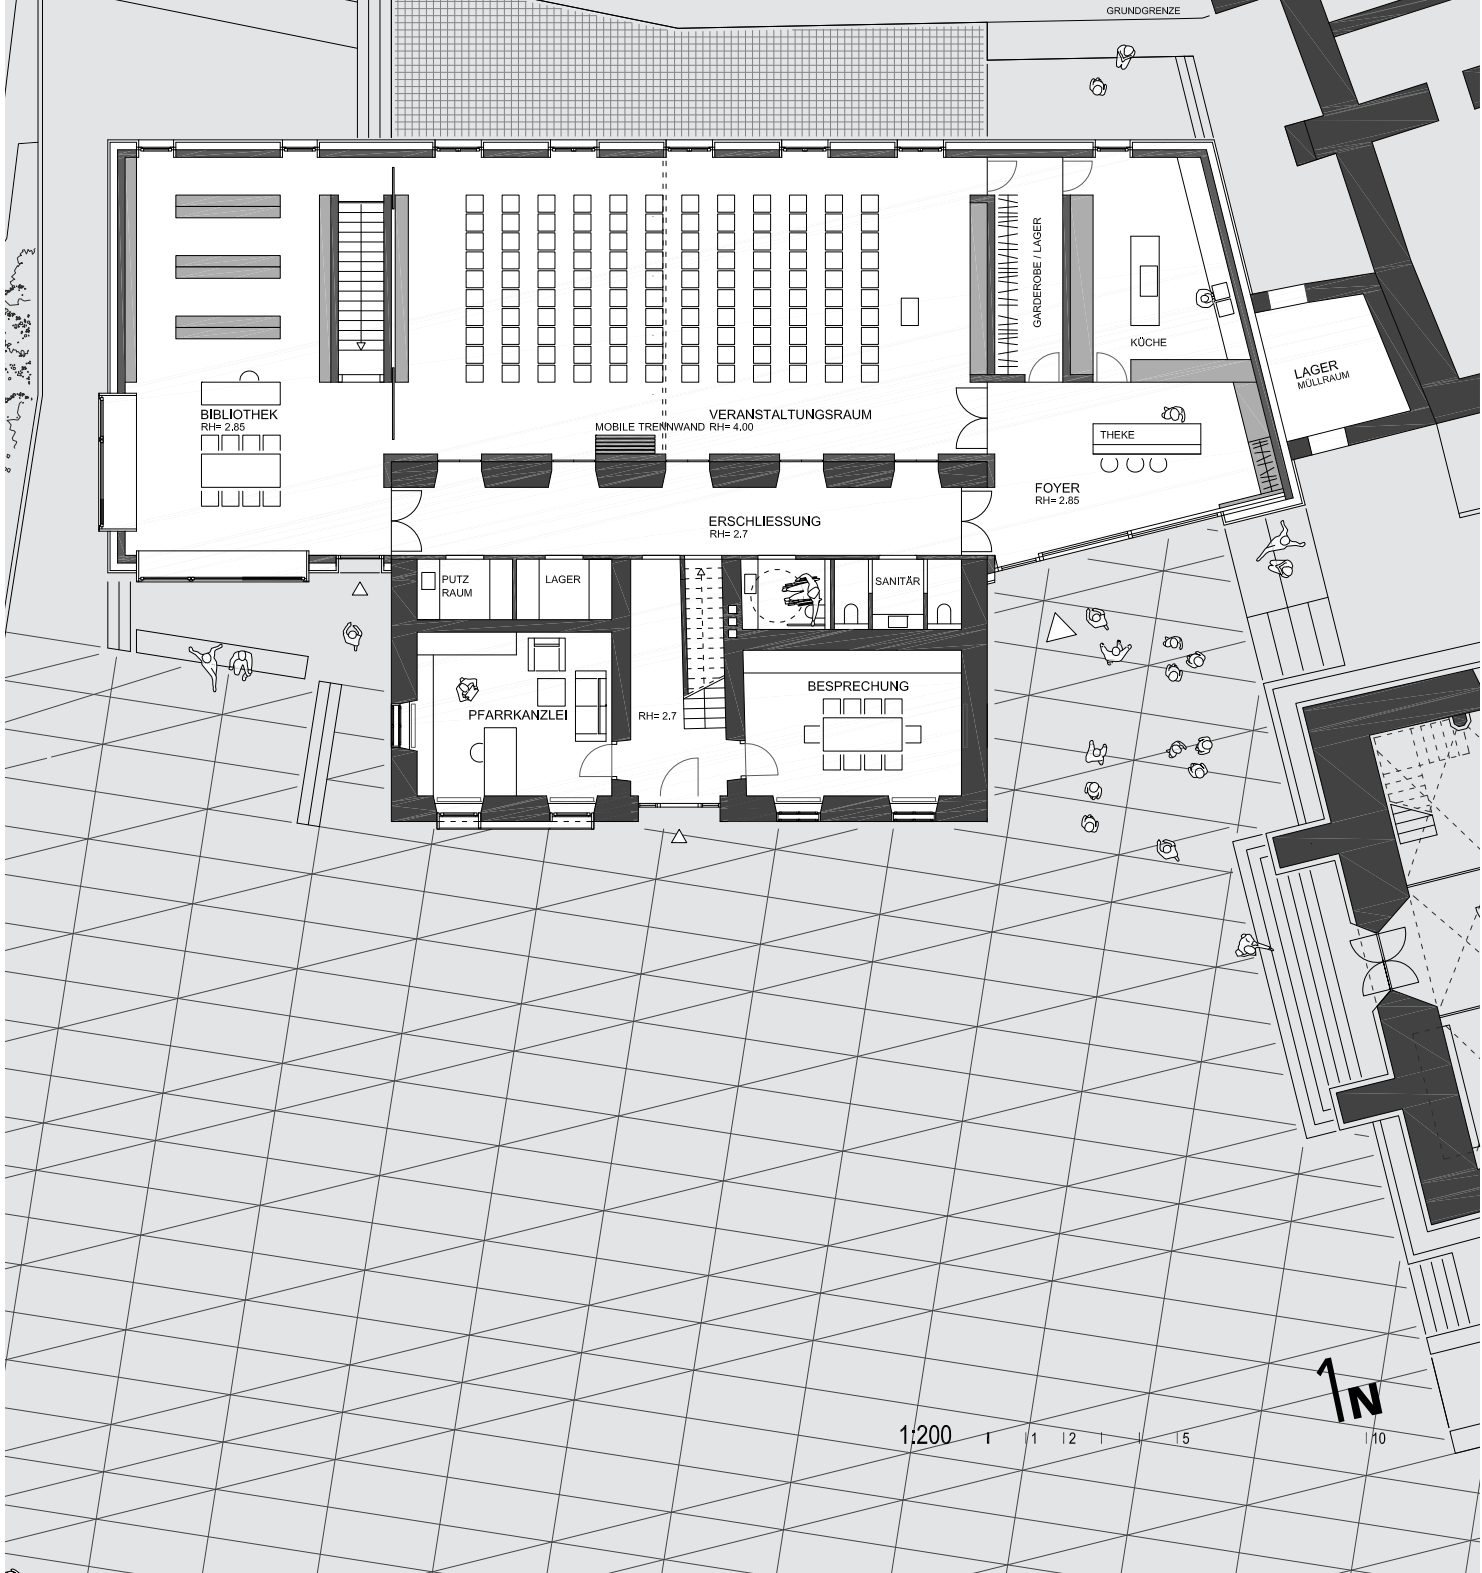 GRUNDGRENZE
GARDEROBE / LAGER
KÜCHE
LAGER
MÜLLRAUM
BIBLIOTHEK
RH= 2.85
MOBILE TRENNWAND
VERANSTALTUNGSRAUM
RH= 4.00
THEKE
FOYER
RH= 2.85
ERSCHLIESSUNG
RH= 2.7
PUTZ
RAUM
LAGER
SANITÄR
PFARRKANZLEI
RH= 2.7
BESPRECHUNG
N
1:200 1 2 5 10